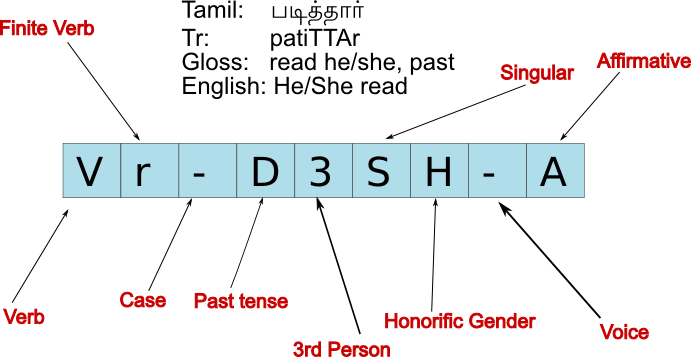 Tamil: படித்தார்
Finite Verb
Tr: patiTTAr
Gloss: read he/she, past
English: He/She read
Singular
Affirmative
V r - D 3 S H - A
Verb
Case
Past tense
3rd Person
Honorific Gender
Voice